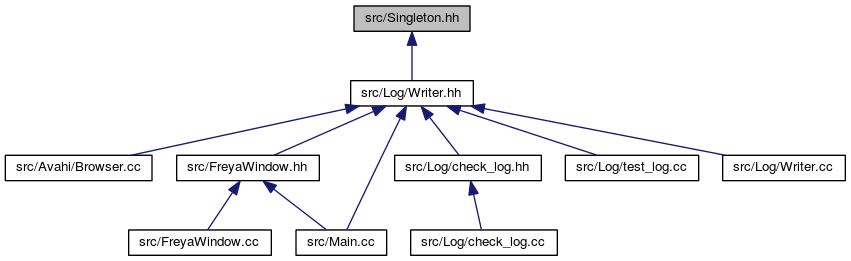 src/Singleton.hh
src/Log/Writer.hh
src/Avahi/Browser.cc
src/FreyaWindow.hh
src/Log/check_log.hh
src/Log/test_log.cc
src/Log/Writer.cc
src/FreyaWindow.cc
src/Main.cc
src/Log/check_log.cc